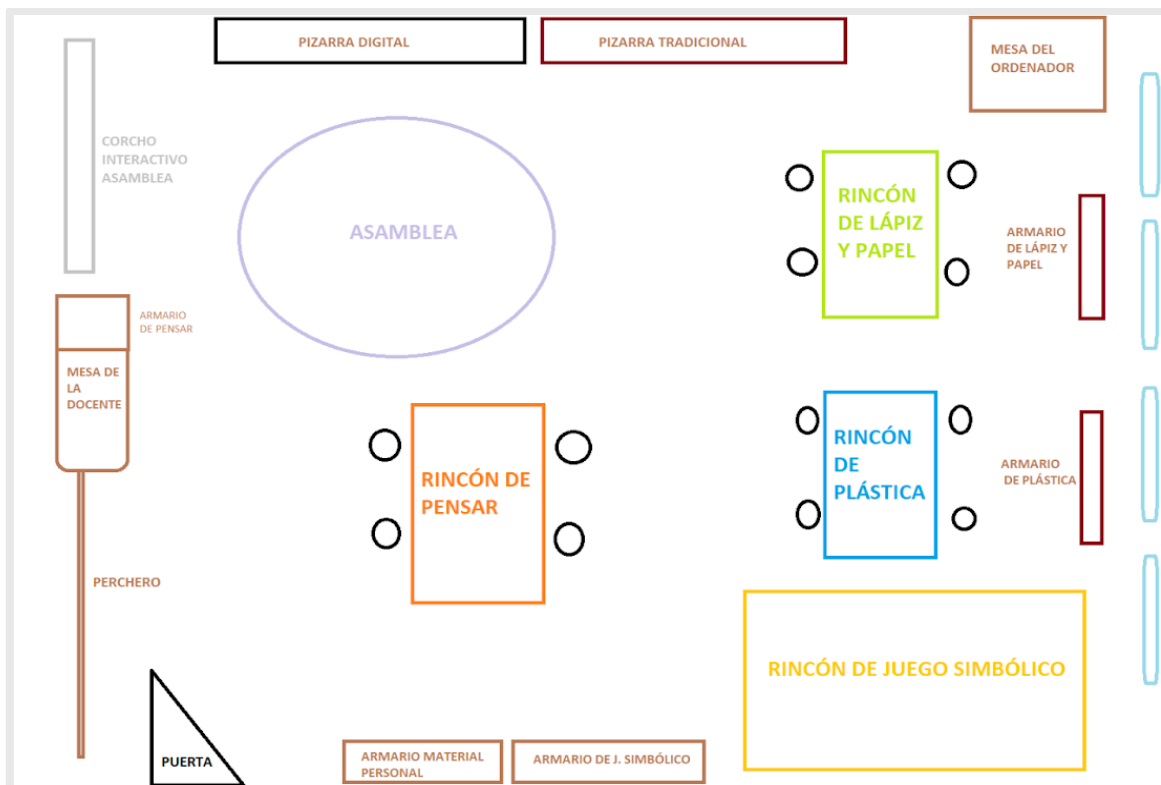 PIZARRA DIGITAL
PIZARRA TRADICIONAL
MESA DEL
ORDENADOR
CORCHO
INTERACTIVO
ASAMBLEA
ASAMBLEA
RINCÓN
DE LÁPIZ
Y PAPEL
ARMARIO
DE LÁPIZ Y
PAPEL
ARMARIO
DE PENSAR
MESA DE
LA
DOCENTE
RINCÓN DE
PENSAR
RINCÓN
DE
PLÁSTICA
ARMARIO
DE PLÁSTICA
PERCHERO
RINCÓN DE JUEGO SIMBÓLICO
PUERTA
ARMARIO MATERIAL
PERSONAL
ARMARIO DE J. SIMBÓLICO